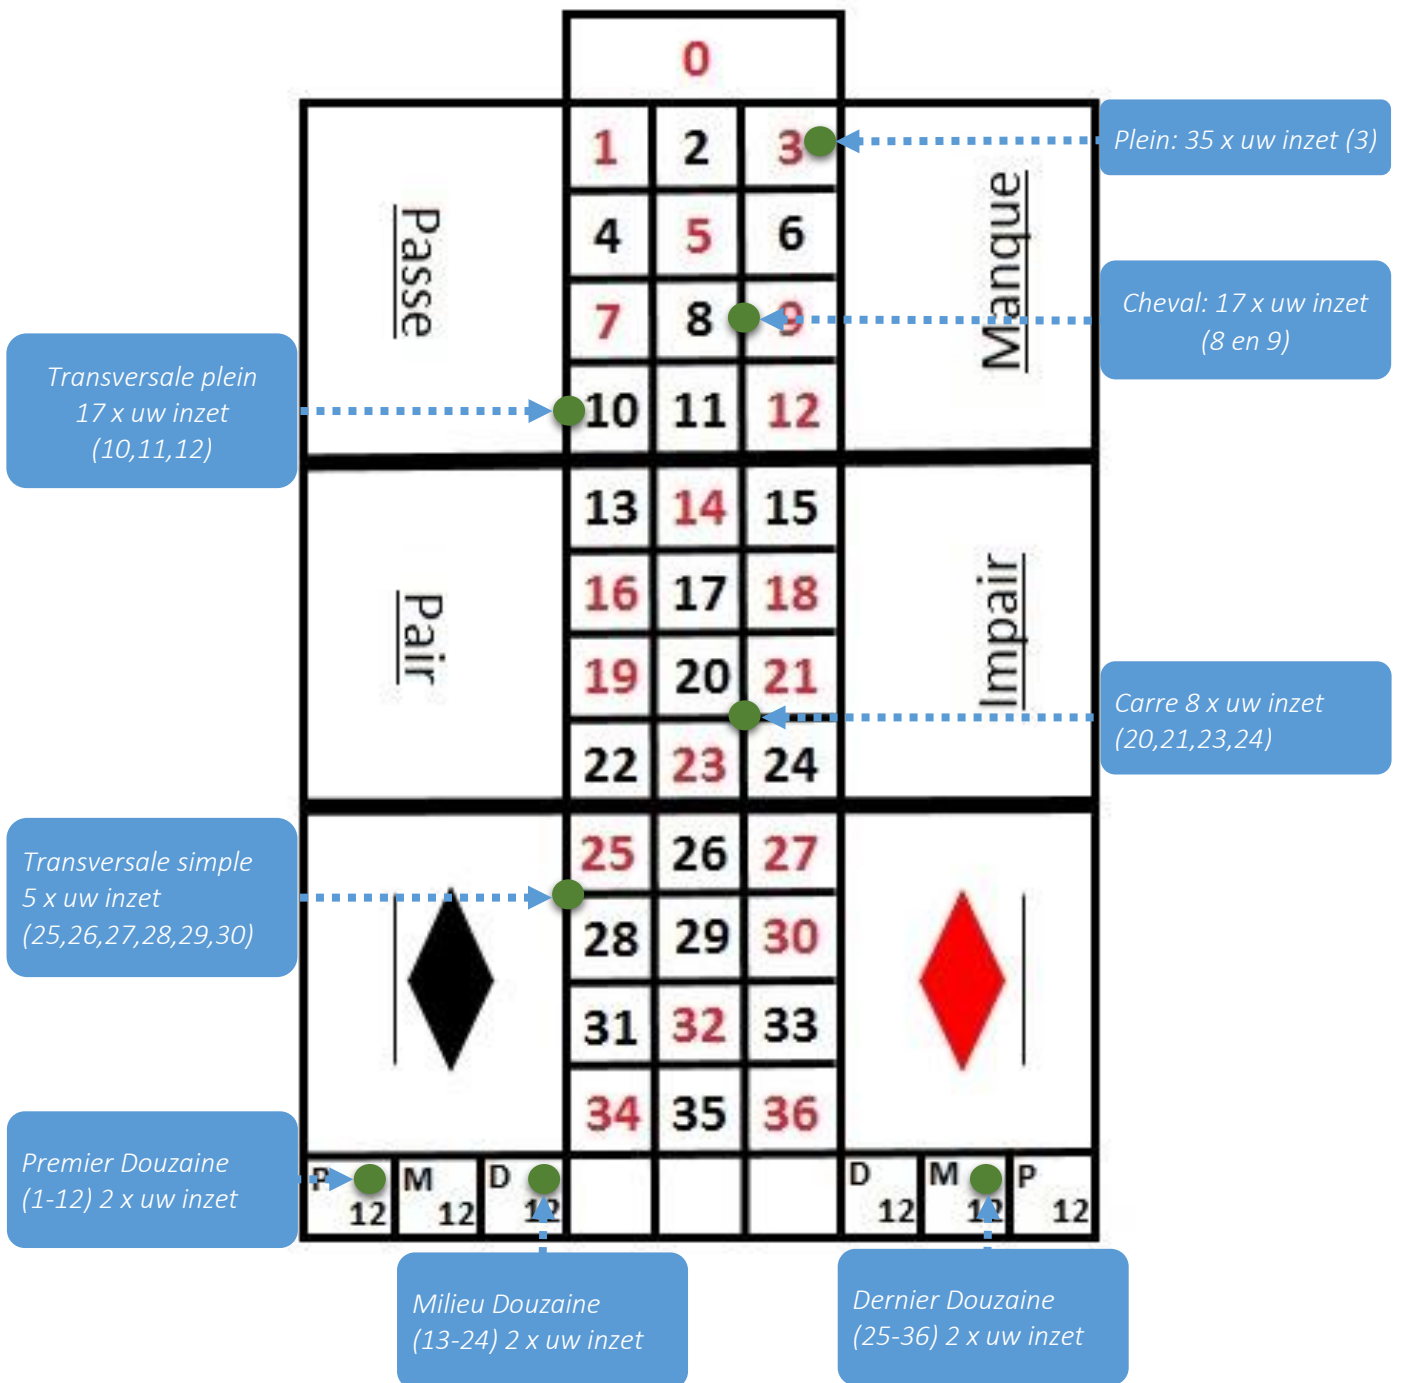 0
1 2 3
4 5 6
7 8 9
10 11 12
13 14 15
16 17 18
19 20 21
22 23 24
25 26 27
28 29 30
31 32 33
34 35 36
Passe
Manque
Pair
Impair
P 12
M 12
D 12
D 12
M 12
P 12
Plein: 35 x uw inzet (3)
Cheval: 17 x uw inzet
(8 en 9)
Transversale plein
17 x uw inzet
(10,11,12)
Carre 8 x uw inzet
(20,21,23,24)
Transversale simple
5 x uw inzet
(25,26,27,28,29,30)
Premier Douzaine
(1-12) 2 x uw inzet
Milieu Douzaine
(13-24) 2 x uw inzet
Dernier Douzaine
(25-36) 2 x uw inzet